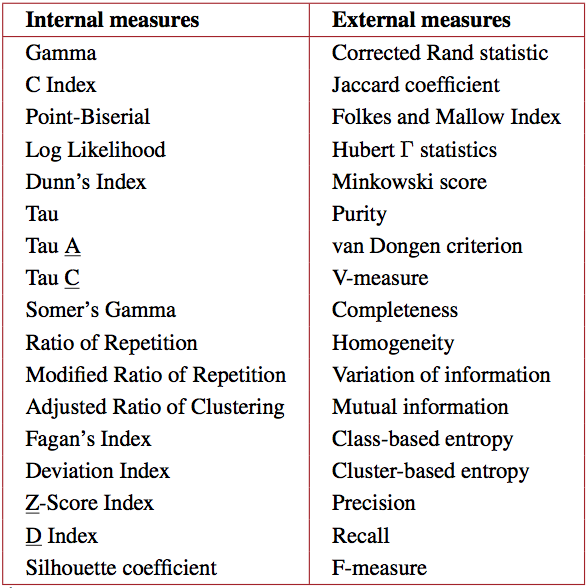 Internal measures External measures
Gamma Corrected Rand statistic
C Index Jaccard coefficient
Point-Biserial Folkes and Mallow Index
Log Likelihood Hubert Γ statistics
Dunn's Index Minkowski score
Tau Purity
Tau A van Dongen criterion
Tau C V-measure
Somer's Gamma Completeness
Ratio of Repetition Homogeneity
Modified Ratio of Repetition Variation of information
Adjusted Ratio of Clustering Mutual information
Fagan's Index Class-based entropy
Deviation Index Cluster-based entropy
Z-Score Index Precision
D Index Recall
Silhouette coefficient F-measure